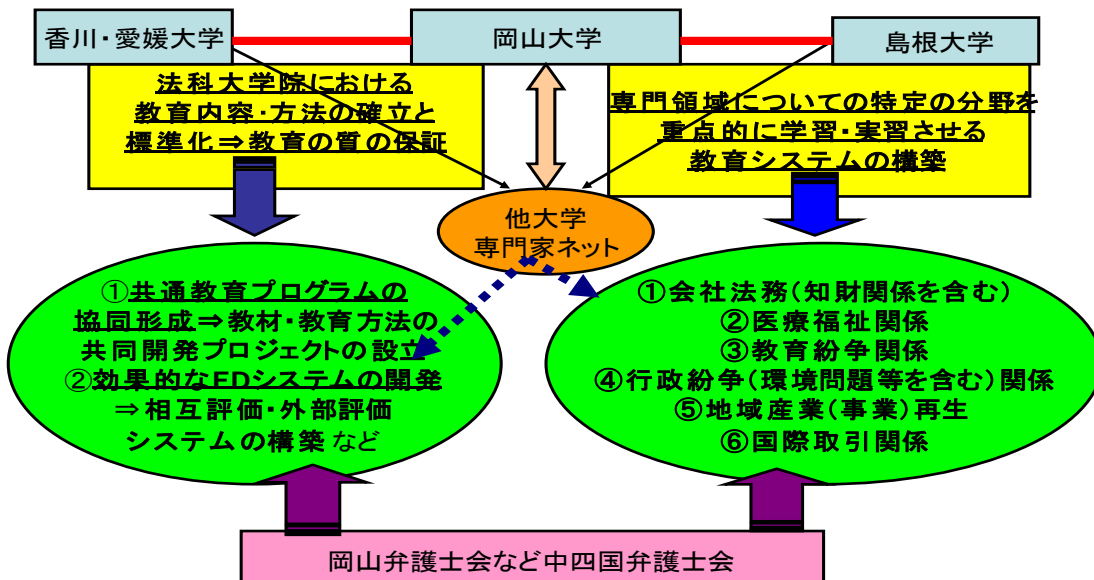 香川・愛媛大学
岡山大学
島根大学
法科大学院における
教育内容・方法の確立と
標準化⇒教育の質の保証
専門領域についての特定の分野を
重点的に学習・実習させる
教育システムの構築
他大学
専門家ネット
①共通教育プログラムの
協同形成⇒教材・教育方法の
共同開発プロジェクトの設立
②効果的なFDシステムの開発
⇒相互評価・外部評価
システムの構築など
①会社法務(知財関係を含む)
②医療福祉関係
③教育紛争関係
④行政紛争(環境問題等を含む)関係
⑤地域産業(事業)再生
⑥国際取引関係
岡山弁護士会など中四国弁護士会